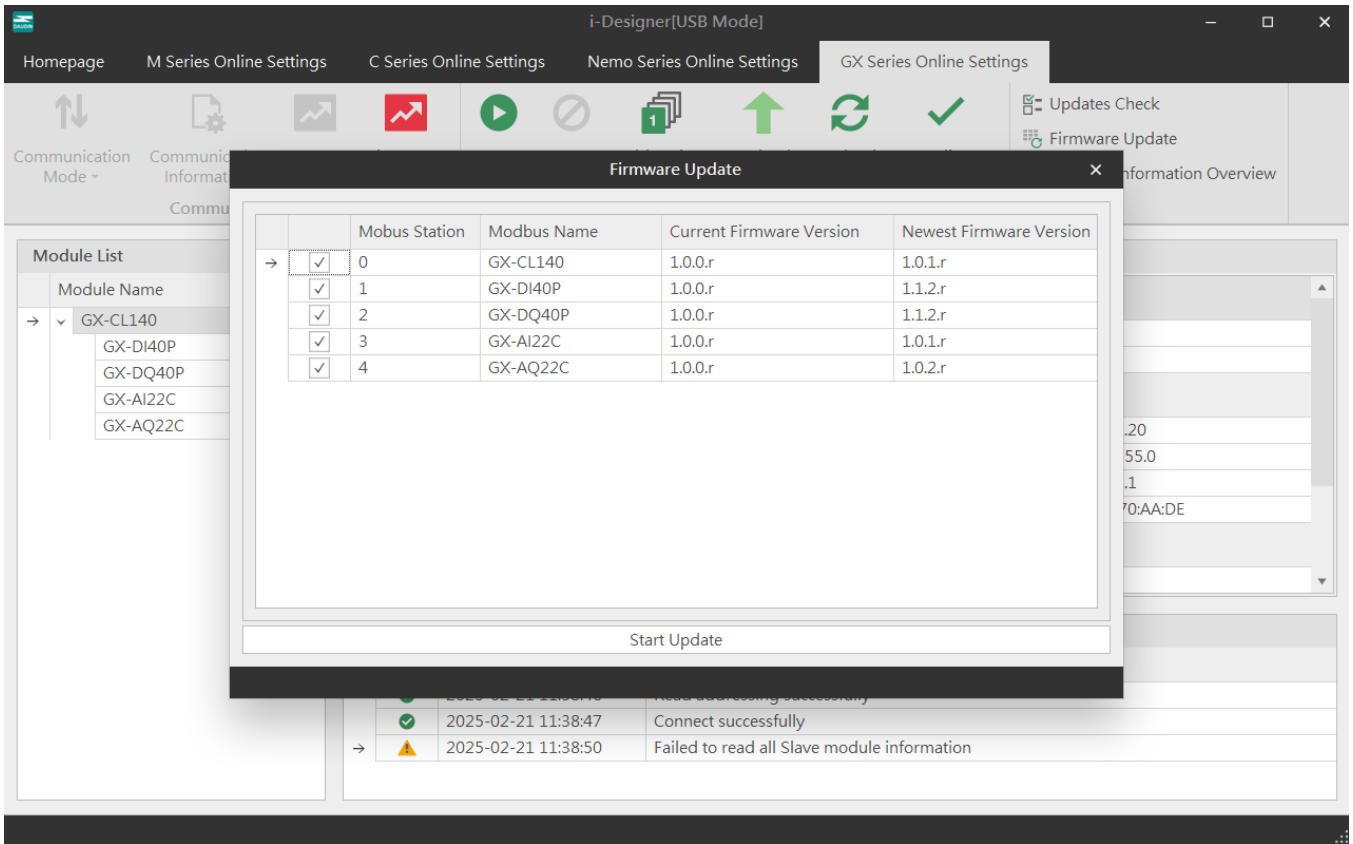 DAUDIN
i-Designer[USB Mode]
Homepage M Series Online Settings C Series Online Settings Nemo Series Online Settings GX Series Online Settings
1
Updates Check
Firmware Update
Communication Mode
Information Overview
Commu
Firmware Update
Mobus Station Modbus Name Current Firmware Version Newest Firmware Version
0 GX-CL140 1.0.0.r 1.0.1.r
1 GX-DI40P 1.0.0.r 1.1.2.r
2 GX-DQ40P 1.0.0.r 1.1.2.r
3 GX-AI22C 1.0.0.r 1.0.1.r
4 GX-AQ22C 1.0.0.r 1.0.2.r
Start Update
Module List
Module Name
GX-CL140
GX-DI40P
GX-DQ40P
GX-AI22C
GX-AQ22C
.20
55.0
.1
70:AA:DE
2025-02-21 11:38:47 Connect successfully
2025-02-21 11:38:50 Failed to read all Slave module information